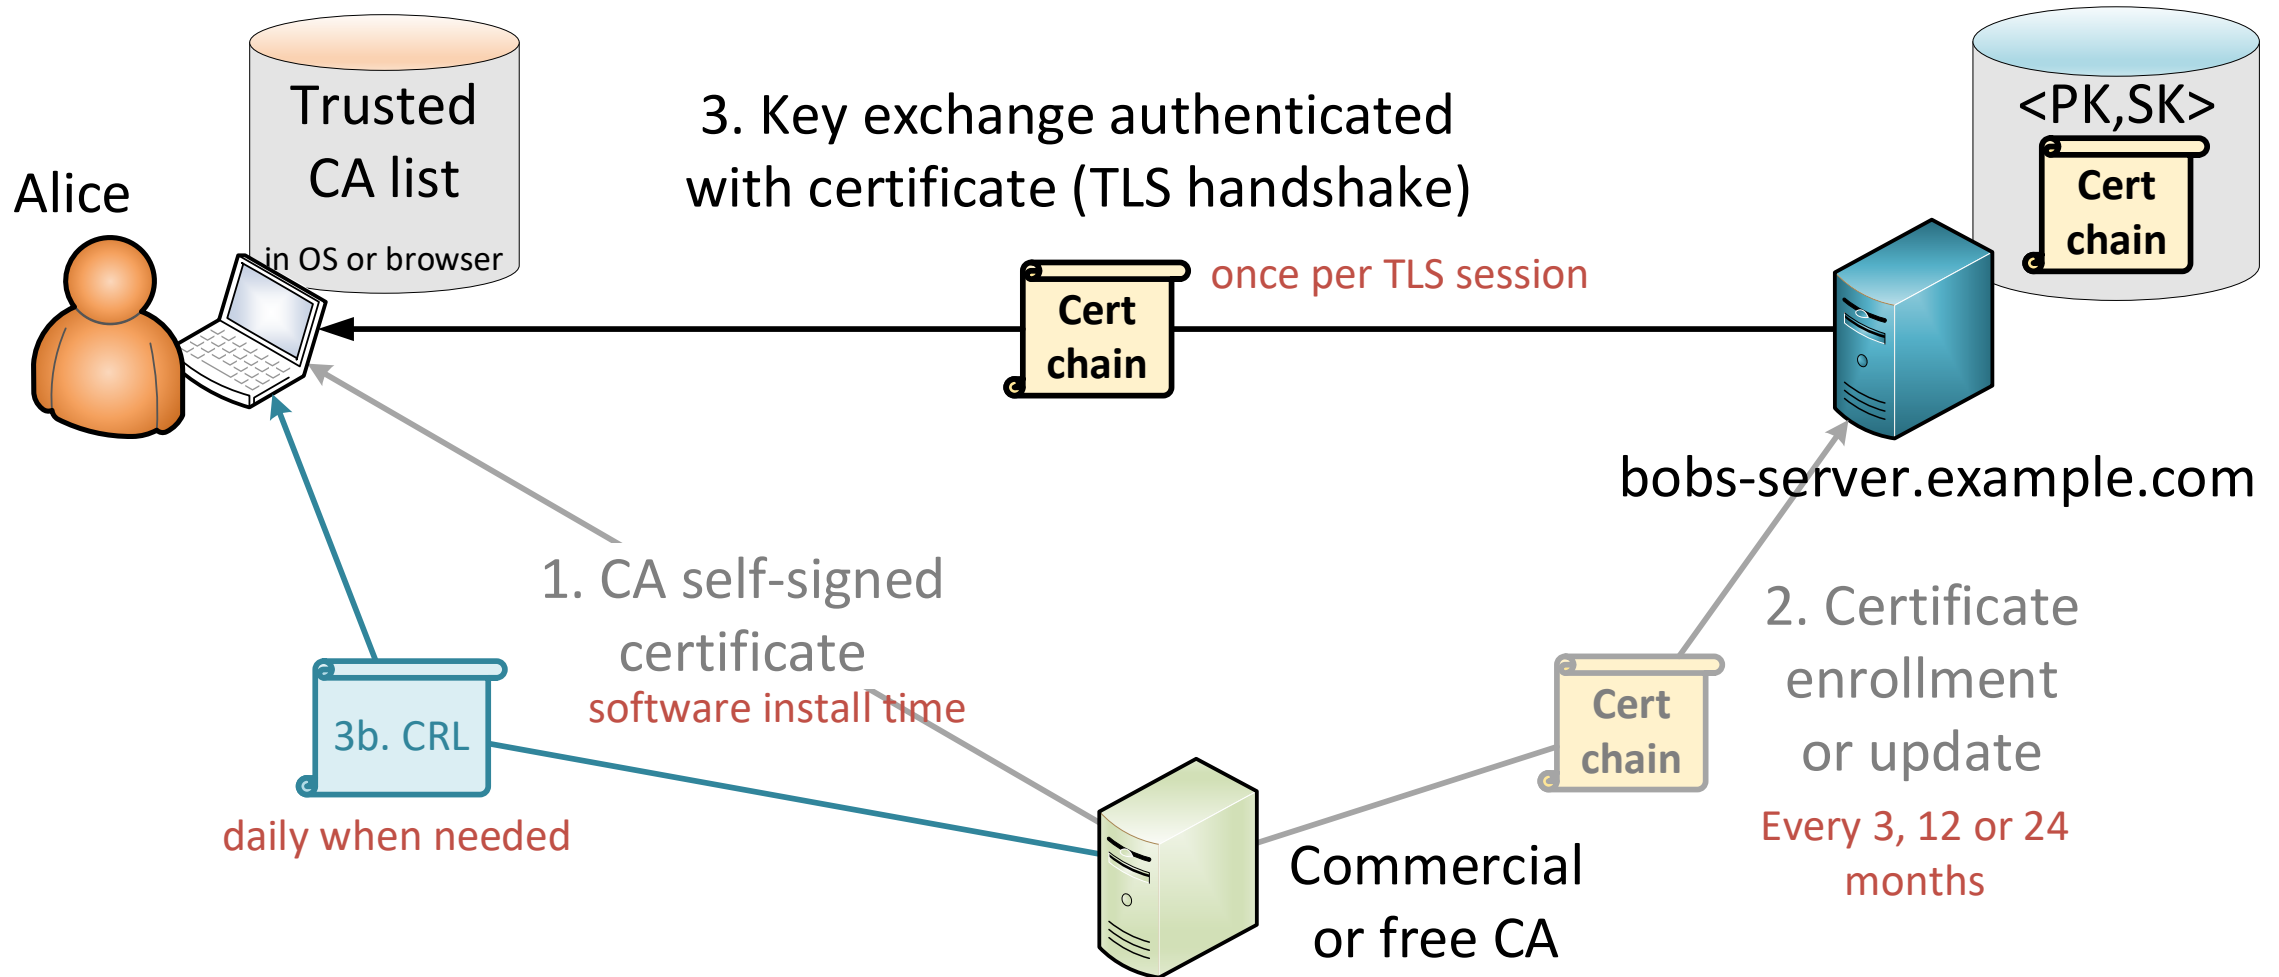 Trusted
CA list
in OS or browser
Alice
3. Key exchange authenticated
with certificate (TLS handshake)
once per TLS session
Cert
chain
<PK,SK>
Cert
chain
bobs-server.example.com
1. CA self-signed
certificate
software install time
2. Certificate
enrollment
or update
Every 3, 12 or 24
months
Cert
chain
3b. CRL
daily when needed
Commercial
or free CA